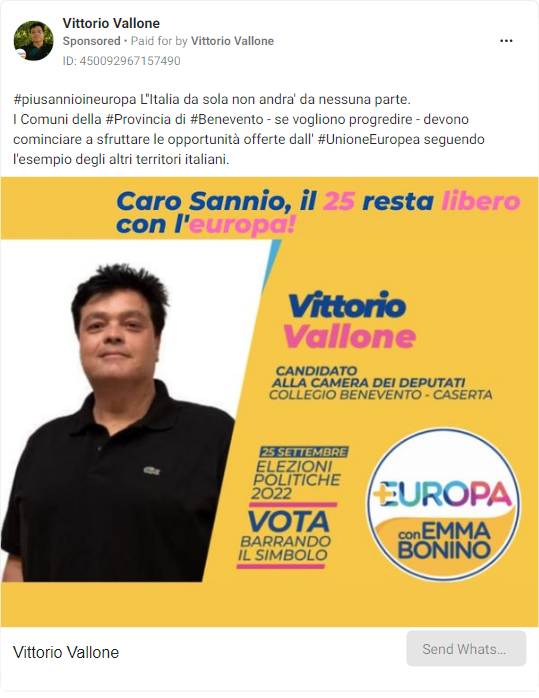 Vittorio Vallone
Sponsored • Paid for by Vittorio Vallone
ID: 450092967157490
#piusannioineuropa L"Italia da sola non andra' da nessuna parte.
I Comuni della #Provincia di #Benevento - se vogliono progredire - devono
cominciare a sfruttare le opportunità offerte dall' #UnioneEuropea seguendo
l'esempio degli altri territori italiani.
Caro Sannio, il 25 resta libero
con l'europa!
Vittorio
Vallone
CANDIDATO
ALLA CAMERA DEI DEPUTATI
COLLEGIO BENEVENTO - CASERTA
25 SETTEMBRE
ELEZIONI
POLITICHE
2022
VOTA
BARRANDO
IL SIMBOLO
+EUROPA
con EMMA
BONINO
Vittorio Vallone
Send Whats...